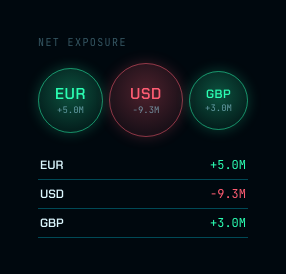 NET EXPOSURE
EUR USD GBP
+5.0M -9.3M +3.0M
EUR +5.0M
USD -9.3M
GBP +3.0M